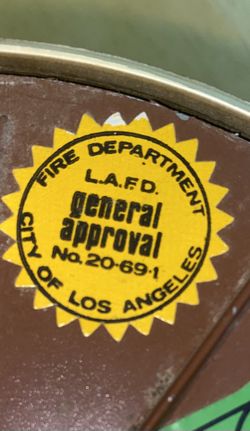 FIRE DEPARTMENT
L.A.F.D.
general
approval
No. 20-69-1
CITY OF LOS ANGELES